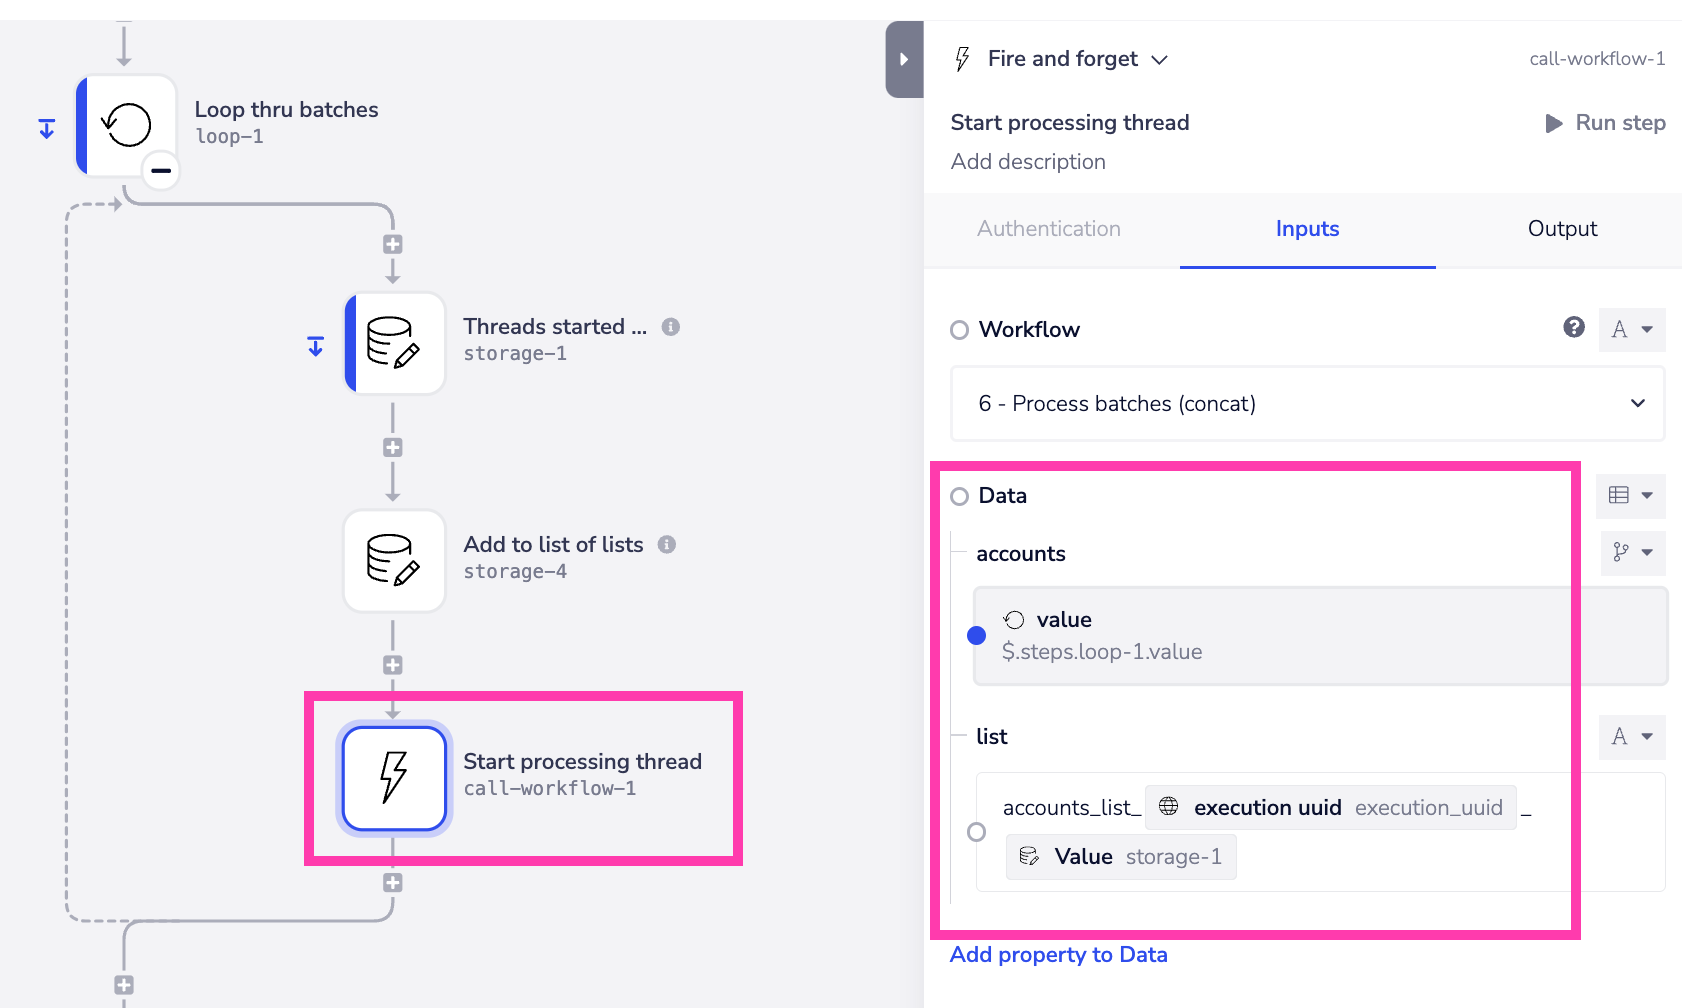 Loop thru batches
loop-1
Threads started ...
storage-1
Add to list of lists
storage-4
Start processing thread
call-workflow-1
Fire and forget
call-workflow-1
Start processing thread
Run step
Add description
Authentication
Inputs
Output
Workflow
A
6 - Process batches (concat)
Data
accounts
value
$.steps.loop-1.value
list
A
accounts_list_ execution uuid execution_uuid _
Value storage-1
Add property to Data